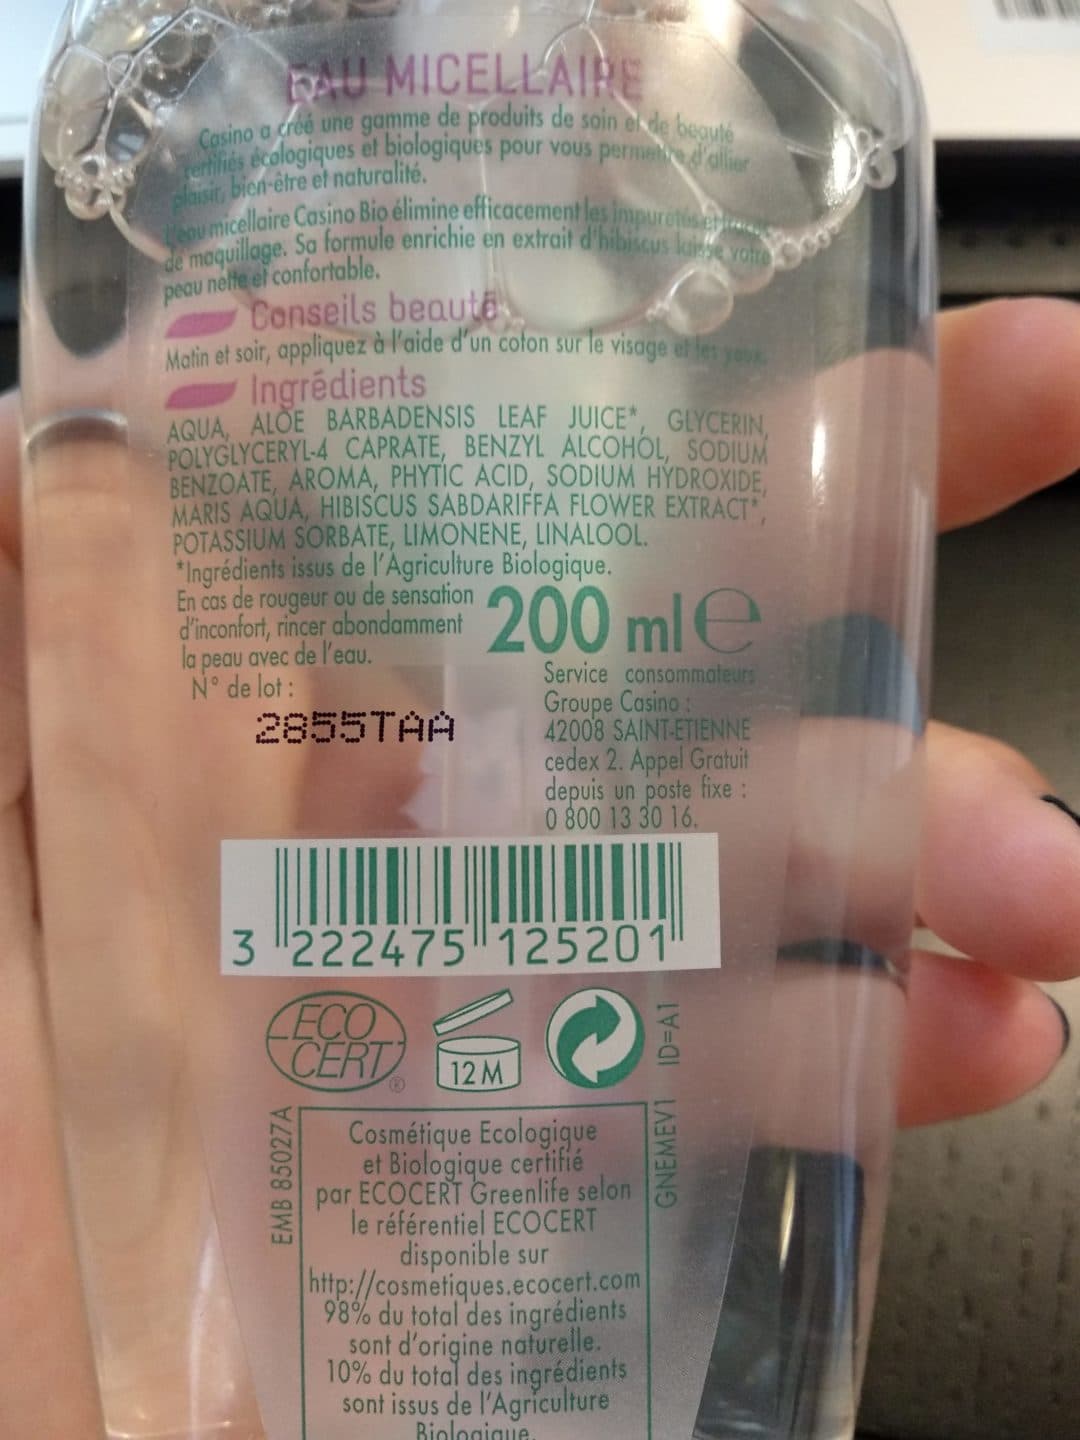 EAU MICELLAIRE
Casino a créé une gamme de produits de soin et de beauté
certifiés écologiques et biologiques pour vous permettre d'allier
plaisir, bien-être et naturalité.
L'eau micellaire Casino Bio élimine efficacement les impuretés et
de maquillage. Sa formule enrichie en extrait d'hibiscus laisse votre
peau nette et confortable.
Conseils beauté
Matin et soir, appliquez à l'aide d'un coton sur le visage et les yeux.
Ingrédients
AQUA, ALOE BARBADENSIS LEAF JUICE*, GLYCERIN,
POLYGLYCERYL-4 CAPRATE, BENZYL ALCOHOL, SODIUM
BENZOATE, AROMA, PHYTIC ACID, SODIUM HYDROXIDE,
MARIS AQUA, HIBISCUS SABDARIFFA FLOWER EXTRACT*,
POTASSIUM SORBATE, LIMONENE, LINALOOL.
*Ingrédients issus de l'Agriculture Biologique.
En cas de rougeur ou de sensation
d'inconfort, rincer abondamment
la peau avec de l'eau.
200 ml e
N° de lot :
2855TAA
Service consommateurs
Groupe Casino :
42008 SAINT-ETIENNE
cedex 2. Appel Gratuit
depuis un poste fixe :
0 800 13 30 16.
3 222475 125201
ECO
CERT
®
12 M
ID=A1
GNEMEV1
EMB 85027A
Cosmétique Ecologique
et Biologique certifié
par ECOCERT Greenlife selon
le référentiel ECOCERT
disponible sur
http://cosmetiques.ecocert.com
98% du total des ingrédients
sont d'origine naturelle.
10% du total des ingrédients
sont issus de l'Agriculture
Biologique.